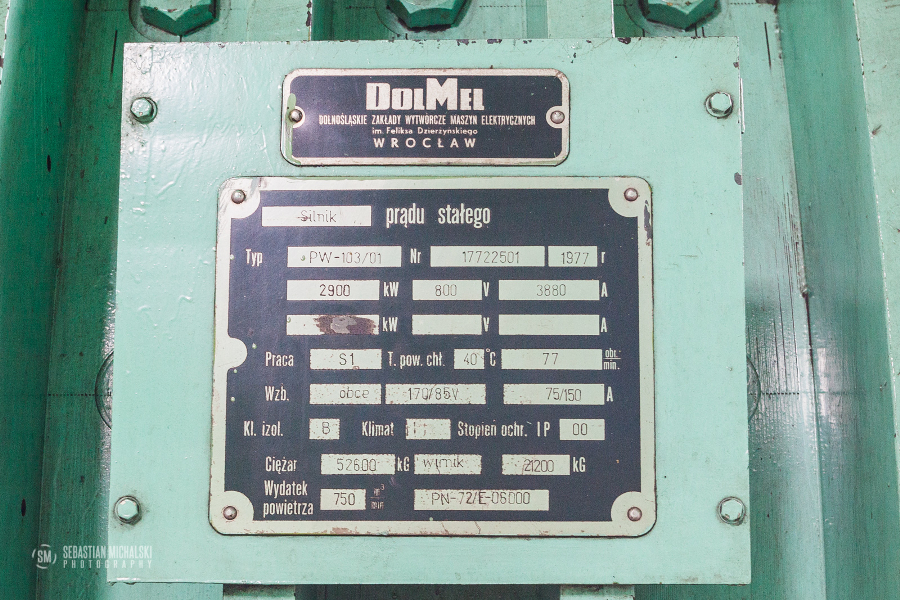 DOLMEL
DOLNOŚLĄSKIE ZAKŁADY WYTWÓRCZE MASZYN ELEKTRYCZNYCH
im. Feliksa Dzierżyńskiego
WROCŁAW
Silnik prądu stałego
Typ PW-103/01 Nr 17722501 1977 r
2900 kW 800 V 3880 A
kW V A
Praca S1 T. pow. chł. 40 °C 77 obr./min.
Wzb. obce 170/85V 75/150 A
Kl. izol. B Klimat Stopień ochr. IP 00
Ciężar 52600 kG wirnik 21200 kG
Wydatek powietrza 750 m³/min PN-72/E-06000
SM SEBASTIAN MICHALSKI
PHOTOGRAPHY